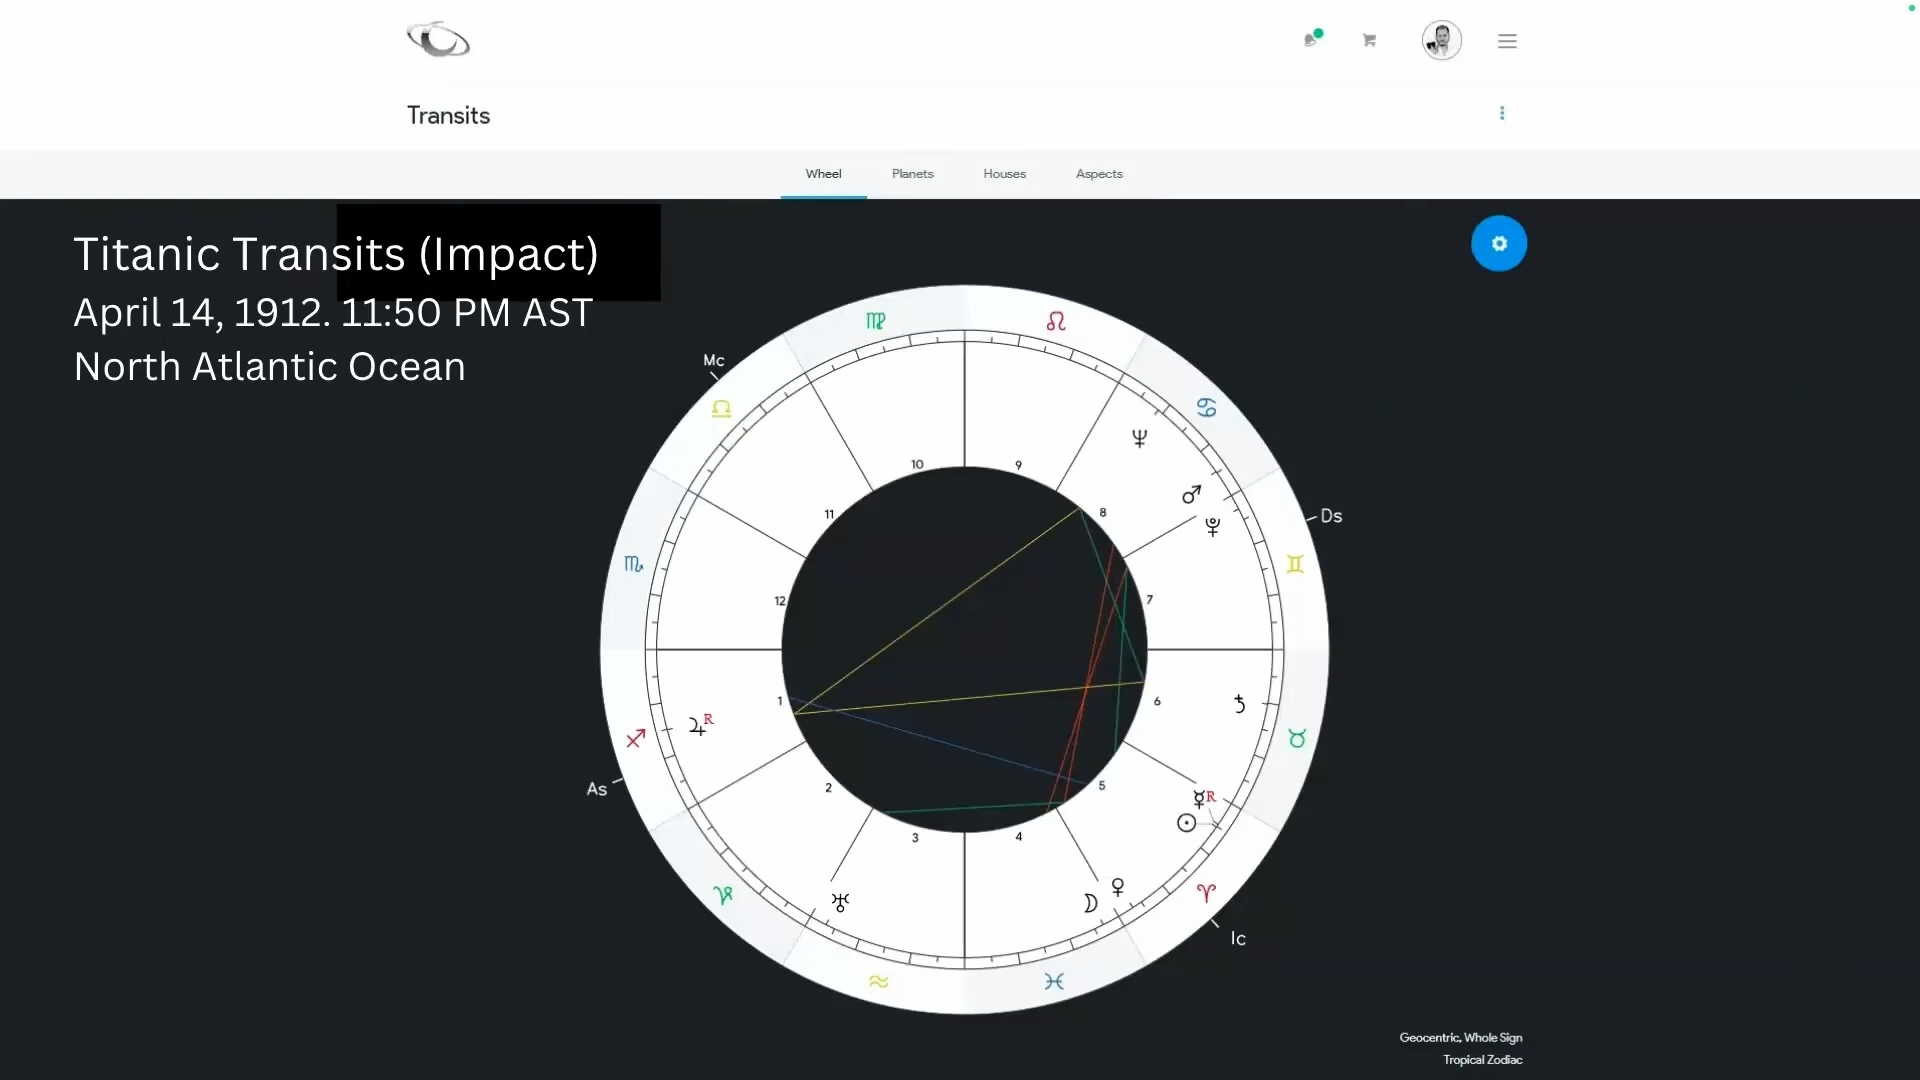 Transits
Wheel Planets Houses Aspects
Titanic Transits (Impact)
April 14, 1912. 11:50 PM AST
North Atlantic Ocean
♍ ♌
Mc
♎ ♋
♆
10 9
♂
8
11
Ds
♇
♏ ♊
12 7
1 6
♄
♃R
♐ ♉
As
2 5
☿R
☉
3 4
♀
♑ ♅ ☽ ♈
Ic
♒ ♓
Geocentric, Whole Sign
Tropical Zodiac